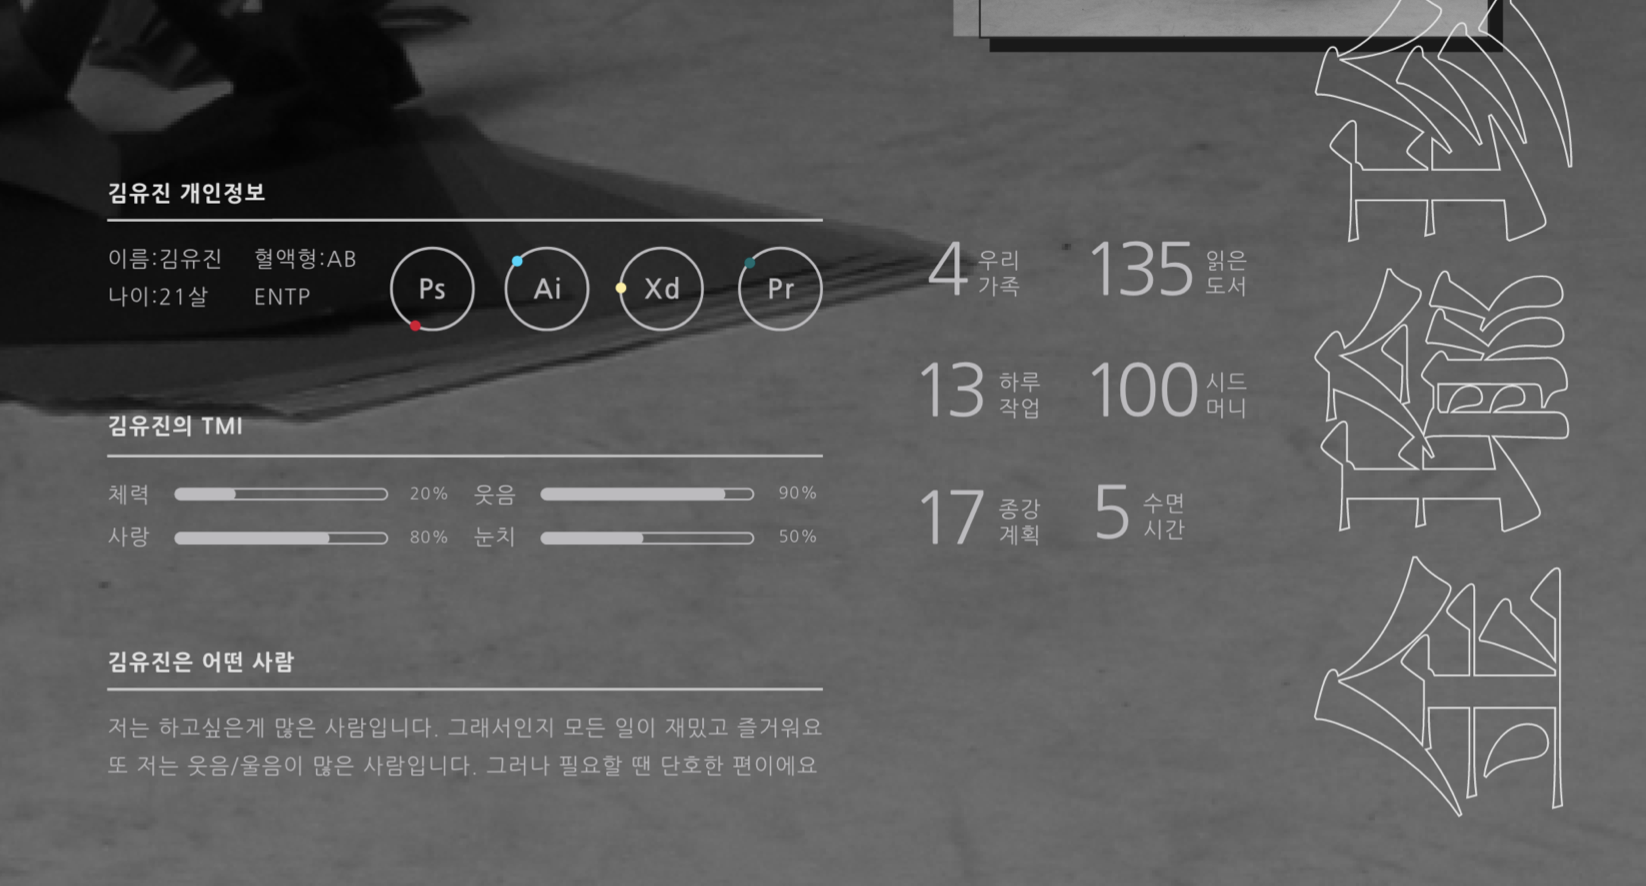 김유진 개인정보
이름:김유진 혈액형:AB
나이:21살 ENTP
Ps Ai Xd Pr
김유진의 TMI
체력 20% 웃음 90%
사랑 80% 눈치 50%
김유진은 어떤 사람
저는 하고싶은게 많은 사람입니다. 그래서인지 모든 일이 재밌고 즐거워요
또 저는 웃음/울음이 많은 사람입니다. 그러나 필요할 땐 단호한 편이에요
4 우리
가족
135 읽은
도서
13 하루
작업
100 시드
머니
17 종강
계획
5 수면
시간
金